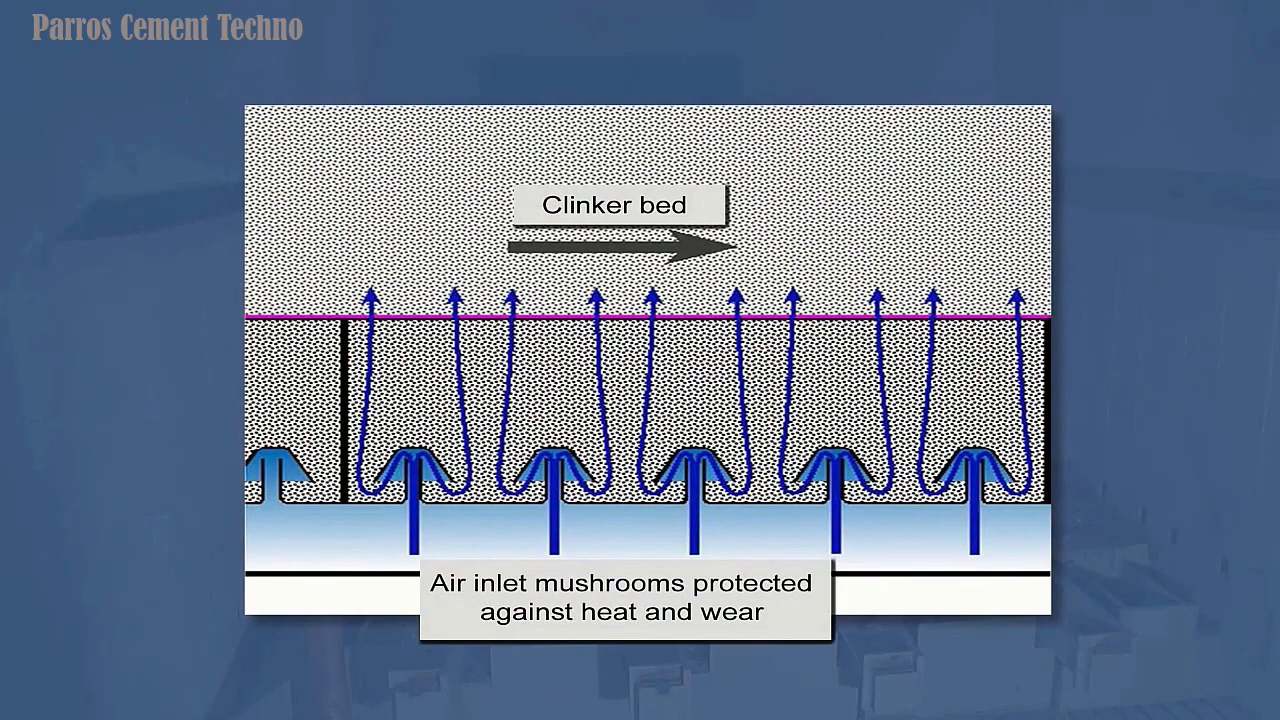 Parros Cement Techno
Clinker bed
Air inlet mushrooms protected
against heat and wear